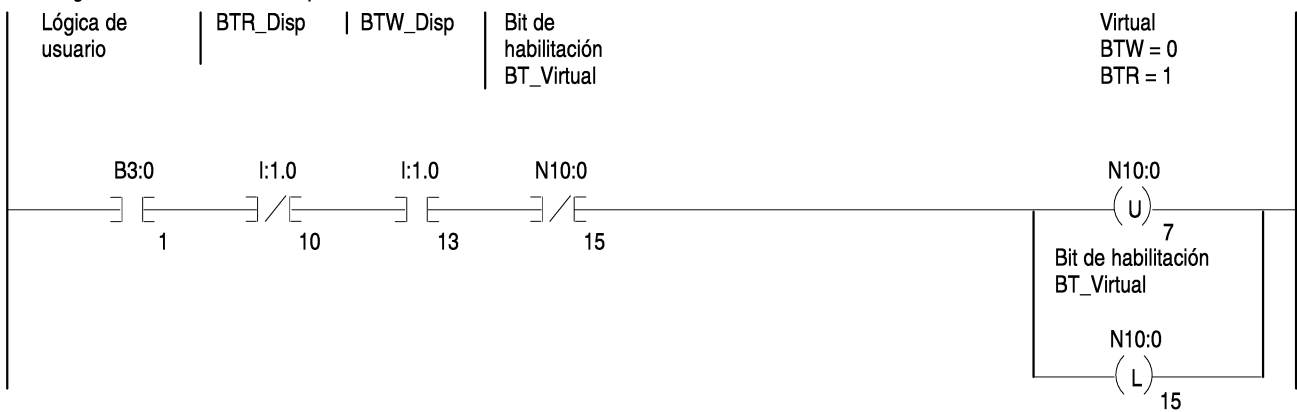 Lógica de usuario
BTR_Disp
BTW_Disp
Bit de habilitación BT_Virtual
Virtual
BTW = 0
BTR = 1
B3:0
I:1.0
I:1.0
N10:0
N10:0
U
1
10
13
15
7
Bit de habilitación
BT_Virtual
N10:0
L
15